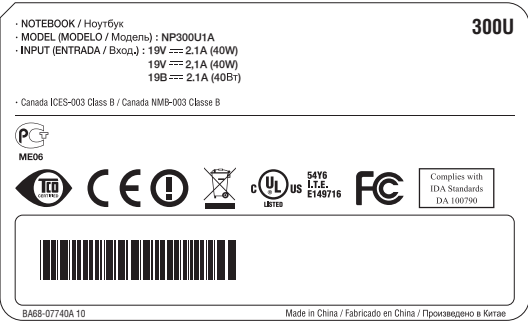 · NOTEBOOK / Ноутбук
300U
· MODEL (MODELO / Модель) : NP300U1A
· INPUT (ENTRADA / Вход.) : 19V ⎓ 2.1A (40W)
19V ⎓ 2,1A (40W)
19В ⎓ 2.1A (40Вт)
· Canada ICES-003 Class B / Canada NMB-003 Classe B
РСТ
ME06
TCO
CERTIFIED
CE
C UL US
LISTED
54Y6
I.T.E.
E149716
FC
Complies with
IDA Standards
DA 100790
BA68-07740A 10
Made in China / Fabricado en China / Произведено в Китае